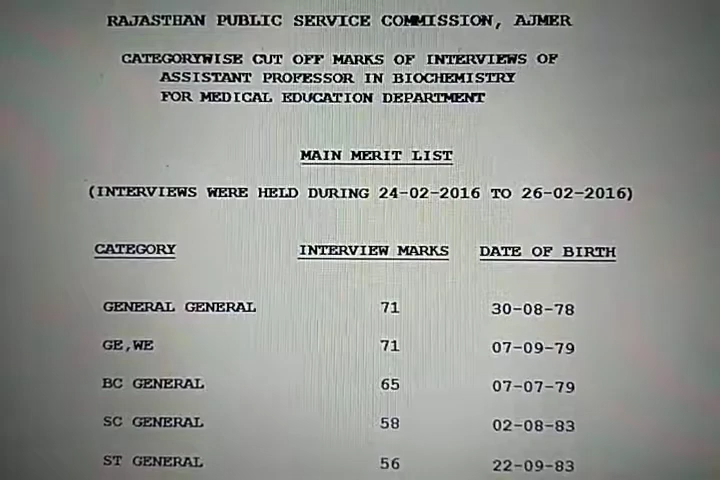 RAJASTHAN PUBLIC SERVICE COMMISSION, AJMER
CATEGORYWISE CUT OFF MARKS OF INTERVIEWS OF
ASSISTANT PROFESSOR IN BIOCHEMISTRY
FOR MEDICAL EDUCATION DEPARTMENT
MAIN MERIT LIST
(INTERVIEWS WERE HELD DURING 24-02-2016 TO 26-02-2016)
CATEGORY INTERVIEW MARKS DATE OF BIRTH
GENERAL GENERAL 71 30-08-78
GE,WE 71 07-09-79
BC GENERAL 65 07-07-79
SC GENERAL 58 02-08-83
ST GENERAL 56 22-09-83